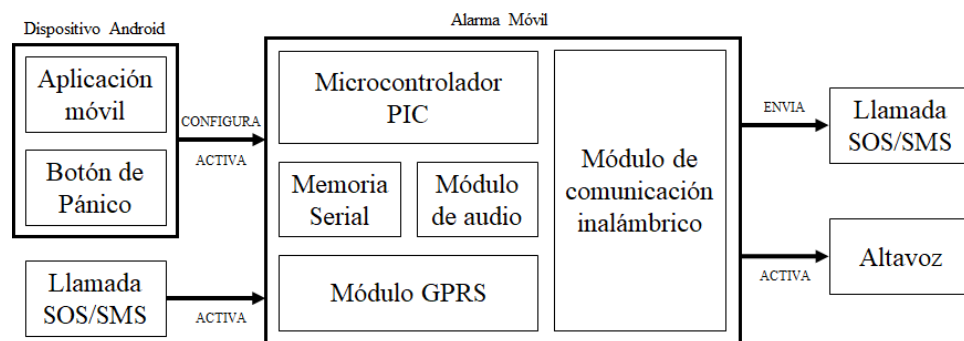 Dispositivo Android
Aplicación
móvil
Botón de
Pánico
Llamada
SOS/SMS
CONFIGURA
ACTIVA
ACTIVA
Alarma Móvil
Microcontrolador
PIC
Memoria
Serial
Módulo
de audio
Módulo GPRS
Módulo de
comunicación
inalámbrico
ENVIA
ACTIVA
Llamada
SOS/SMS
Altavoz